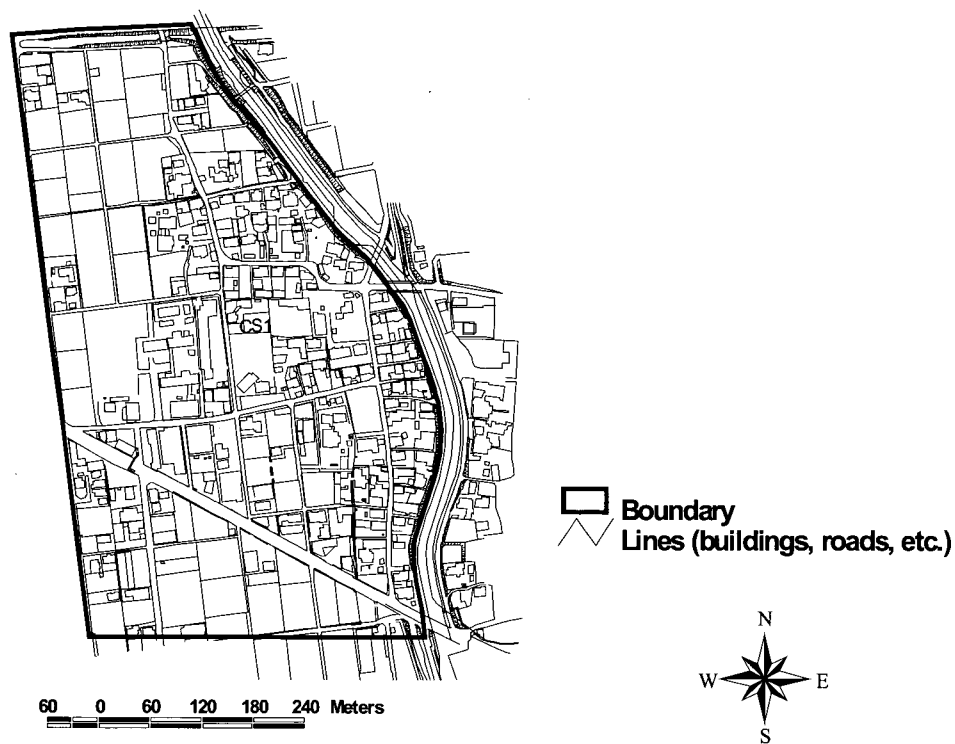 CS1
Boundary
Lines (buildings, roads, etc.)
N
W E
S
60 0 60 120 180 240 Meters